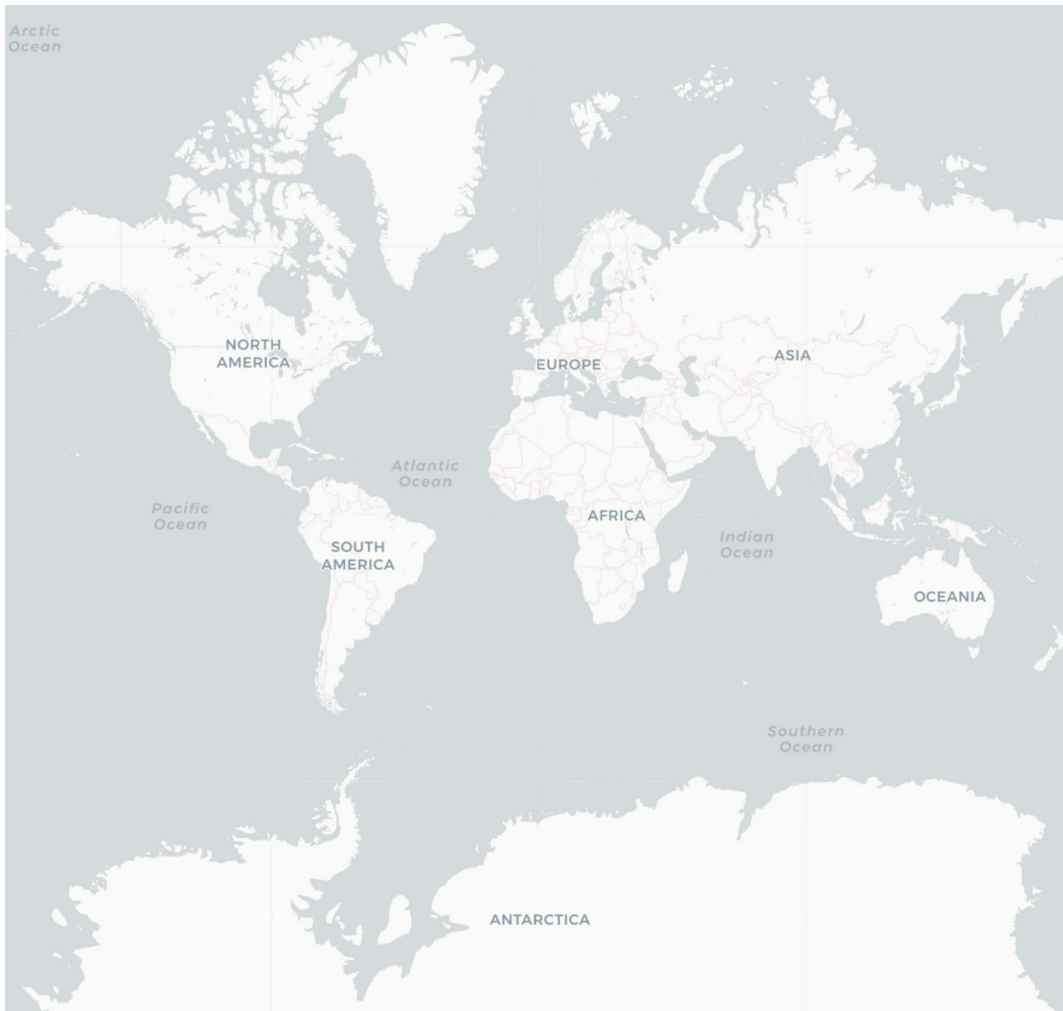 Arctic
Ocean
NORTH
AMERICA
EUROPE
ASIA
Atlantic
Ocean
Pacific
Ocean
AFRICA
Indian
Ocean
SOUTH
AMERICA
OCEANIA
Southern
Ocean
ANTARCTICA